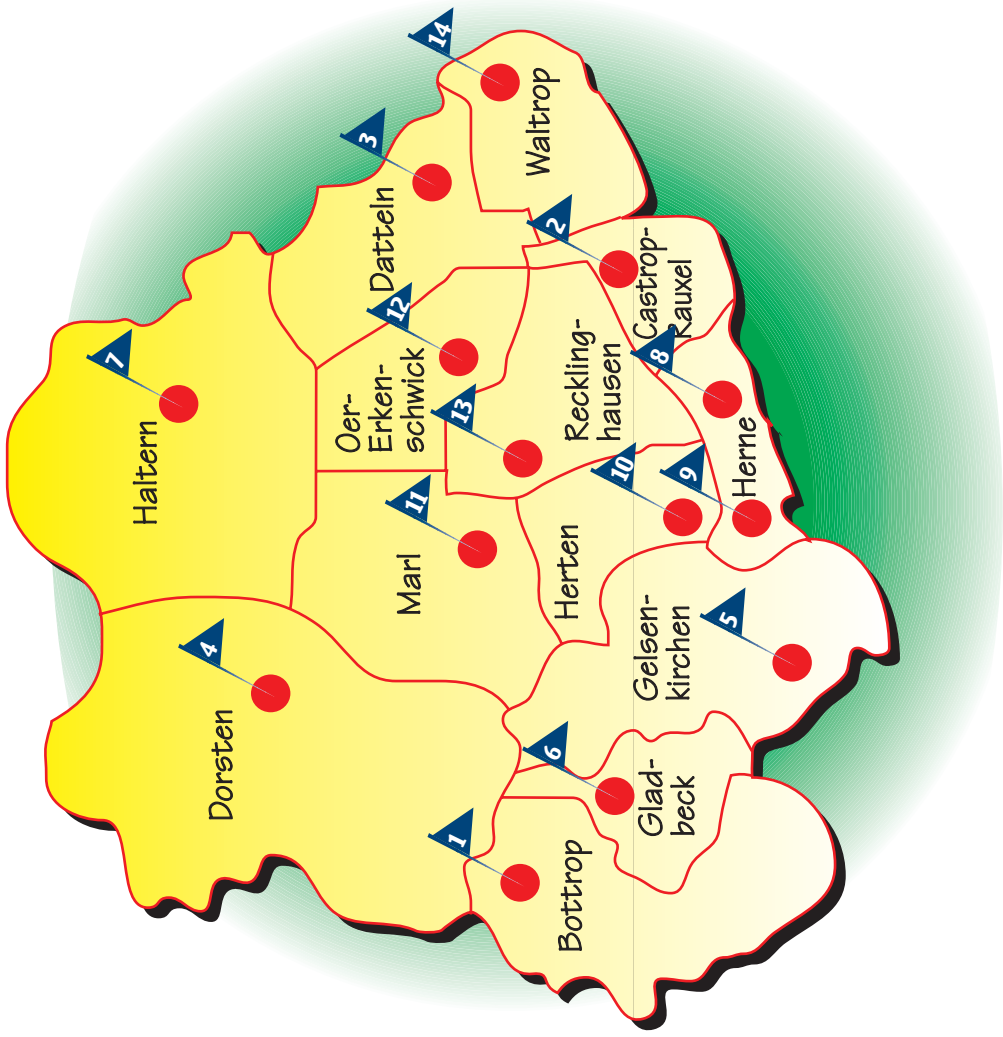 7
Haltern
4
Dorsten
3
Datteln
12
Oer-
Erken-
schwick
11
Marl
14
Waltrop
1
Bottrop
13
Reckling-
hausen
6
Glad-
beck
2
Castrop-
Rauxel
Herten
10
Gelsen-
kirchen
5
8
9
Herne